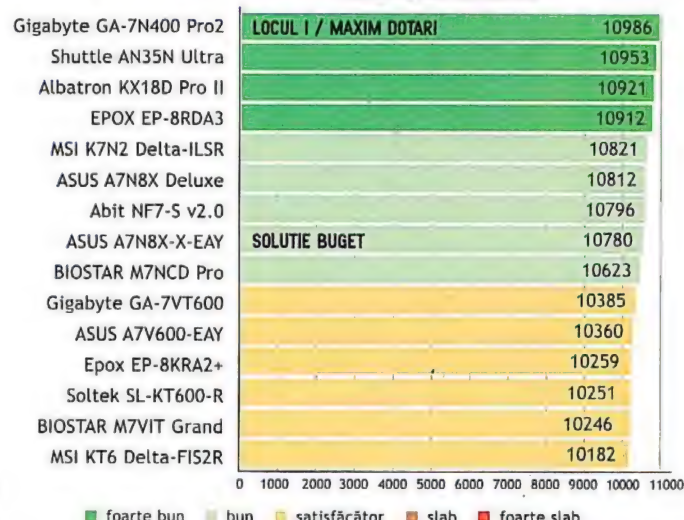 Gigabyte GA-7N400 Pro2 LOCUL I / MAXIM DOTARI 10986
Shuttle AN35N Ultra 10953
Albatron KX18D Pro II 10921
EPOX EP-8RDA3 10912
MSI K7N2 Delta-ILSR 10821
ASUS A7N8X Deluxe 10812
Abit NF7-S v2.0 10796
ASUS A7N8X-X-EAY SOLUTIE BUGET 10780
BIOSTAR M7NCD Pro 10623
Gigabyte GA-7VT600 10385
ASUS A7V600-EAY 10360
Epox EP-8KRA2+ 10259
Soltek SL-KT600-R 10251
BIOSTAR M7VIT Grand 10246
MSI KT6 Delta-FIS2R 10182
0 1000 2000 3000 4000 5000 6000 7000 8000 9000 10000 11000
foarte bun bun satisfăcător slab foarte slab